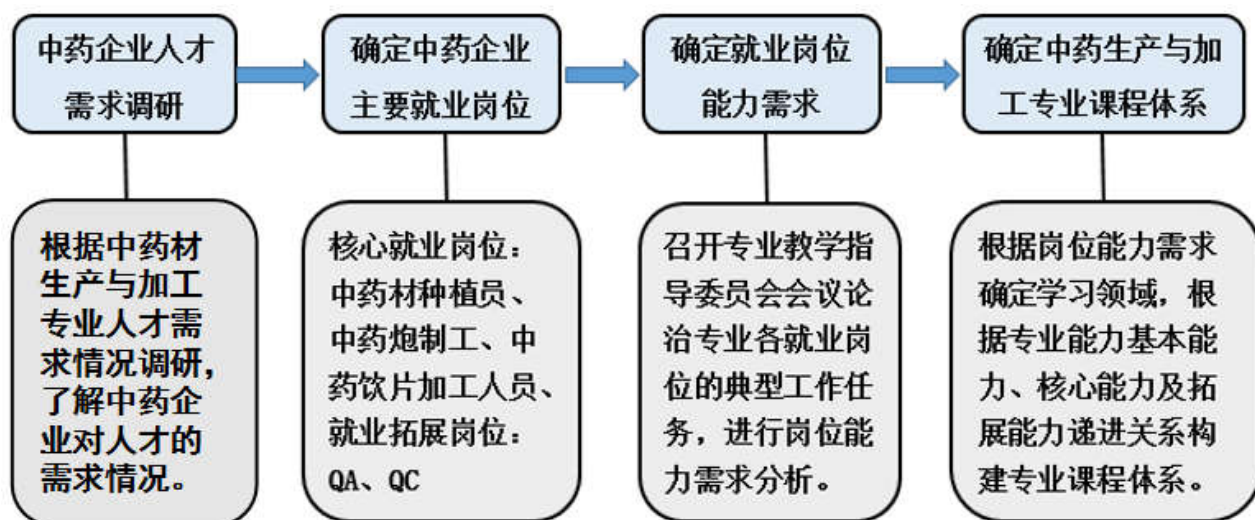 中药企业人才
需求调研
确定中药企业
主要就业岗位
确定就业岗位
能力需求
确定中药生产与加
工专业课程体系
根据中药材
生产与加工
专业人才需
求情况调研，
了解中药企
业对人才的
需求情况。
核心就业岗位：
中药材种植员、
中药炮制工、中
药饮片加工人员、
就业拓展岗位：
QA、QC
召开专业教学指
导委员会会议论
治专业各就业岗
位的典型工作任
务，进行岗位能
力需求分析。
根据岗位能力需求
确定学习领域，根
据专业能力基本能
力、核心能力及拓
展能力递进关系构
建专业课程体系。